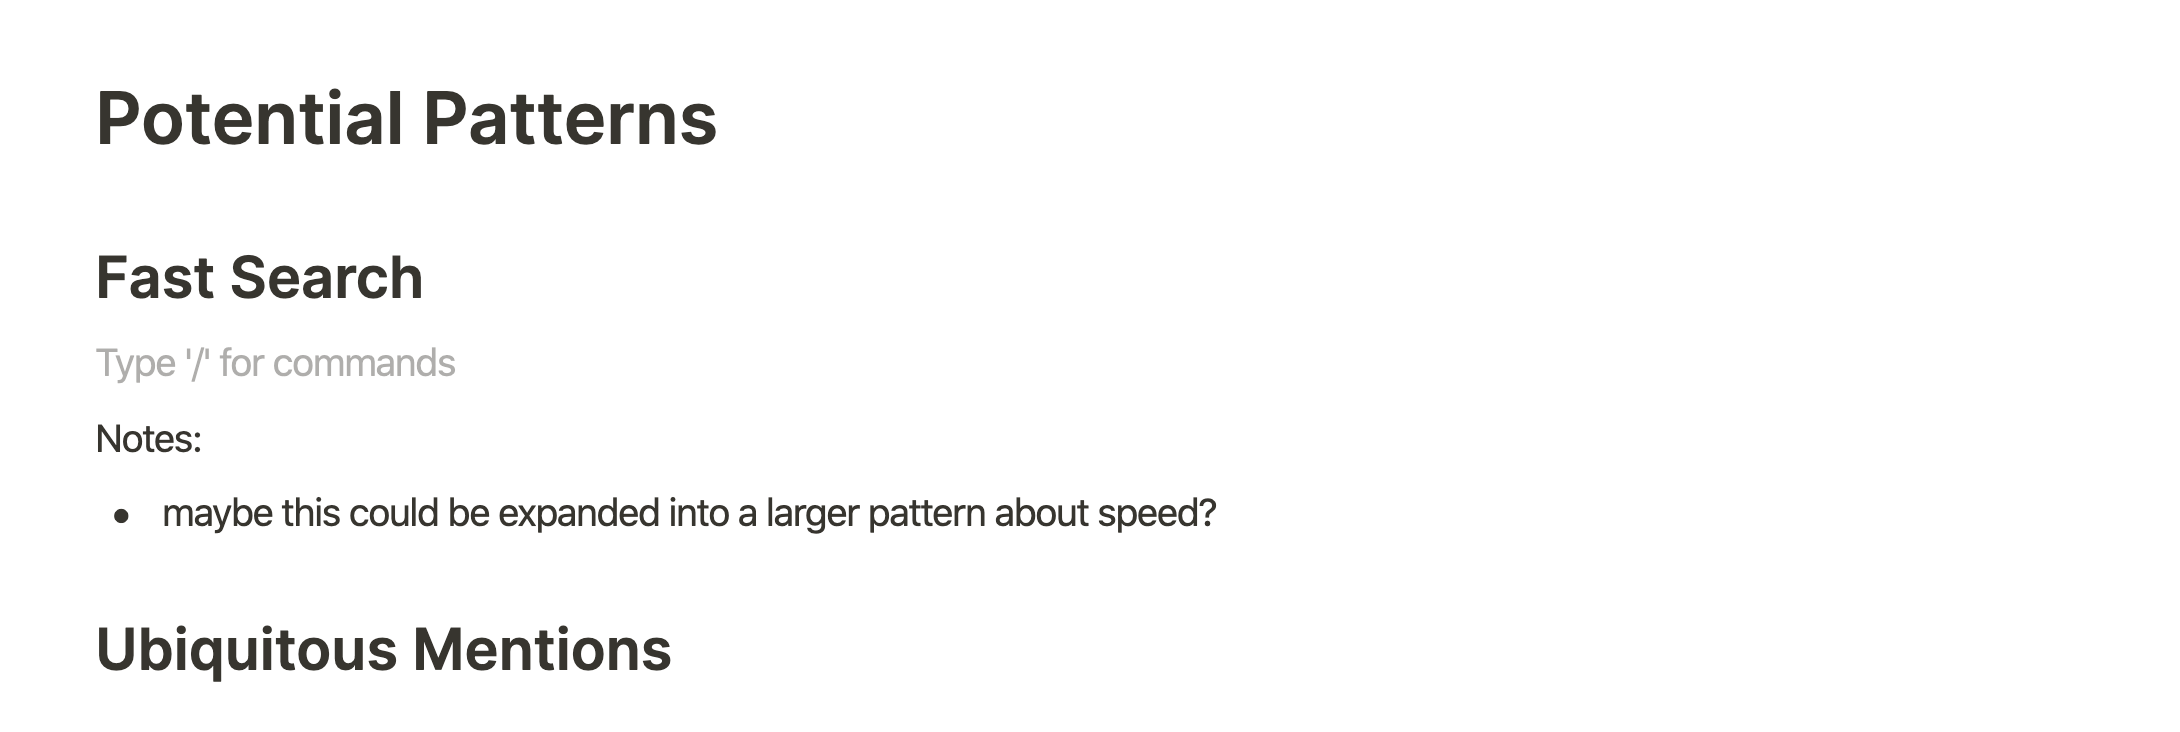 Potential Patterns
Fast Search
Type '/' for commands
Notes:
• maybe this could be expanded into a larger pattern about speed?
Ubiquitous Mentions